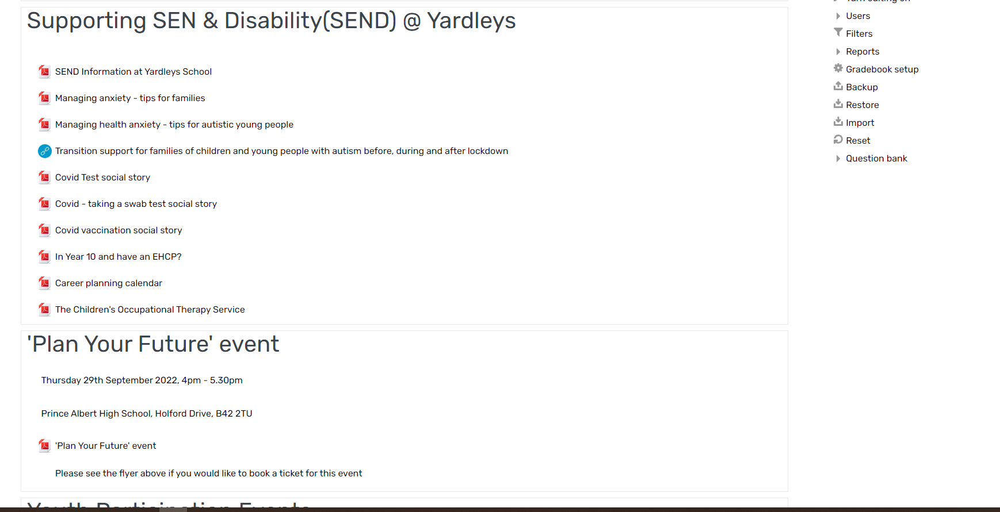 Supporting SEN & Disability(SEND) @ Yardleys
SEND Information at Yardleys School
Managing anxiety - tips for families
Managing health anxiety - tips for autistic young people
Transition support for families of children and young people with autism before, during and after lockdown
Covid Test social story
Covid - taking a swab test social story
Covid vaccination social story
In Year 10 and have an EHCP?
Career planning calendar
The Children's Occupational Therapy Service
'Plan Your Future' event
Thursday 29th September 2022, 4pm - 5.30pm
Prince Albert High School, Holford Drive, B42 2TU
'Plan Your Future' event
Please see the flyer above if you would like to book a ticket for this event
Youth Participation Events
Turn editing on
Users
Filters
Reports
Gradebook setup
Backup
Restore
Import
Reset
Question bank